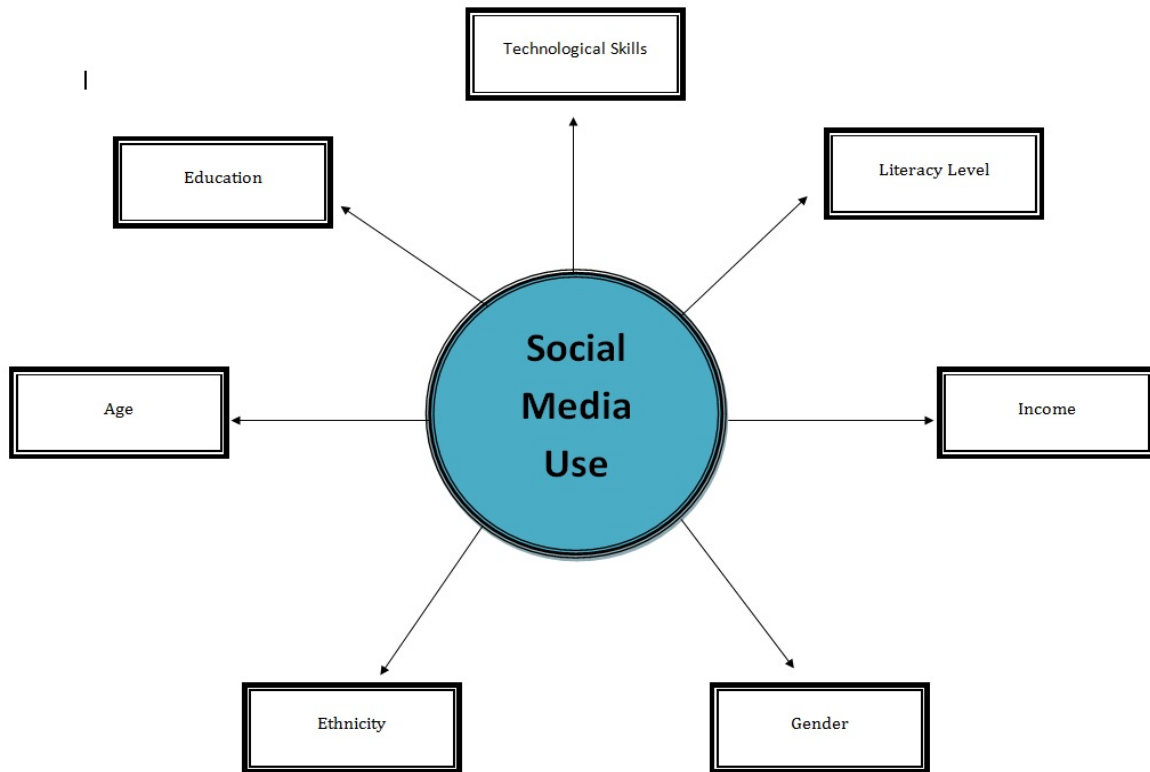 Technological Skills
Education
Literacy Level
Social
Media
Use
Age
Income
Ethnicity
Gender